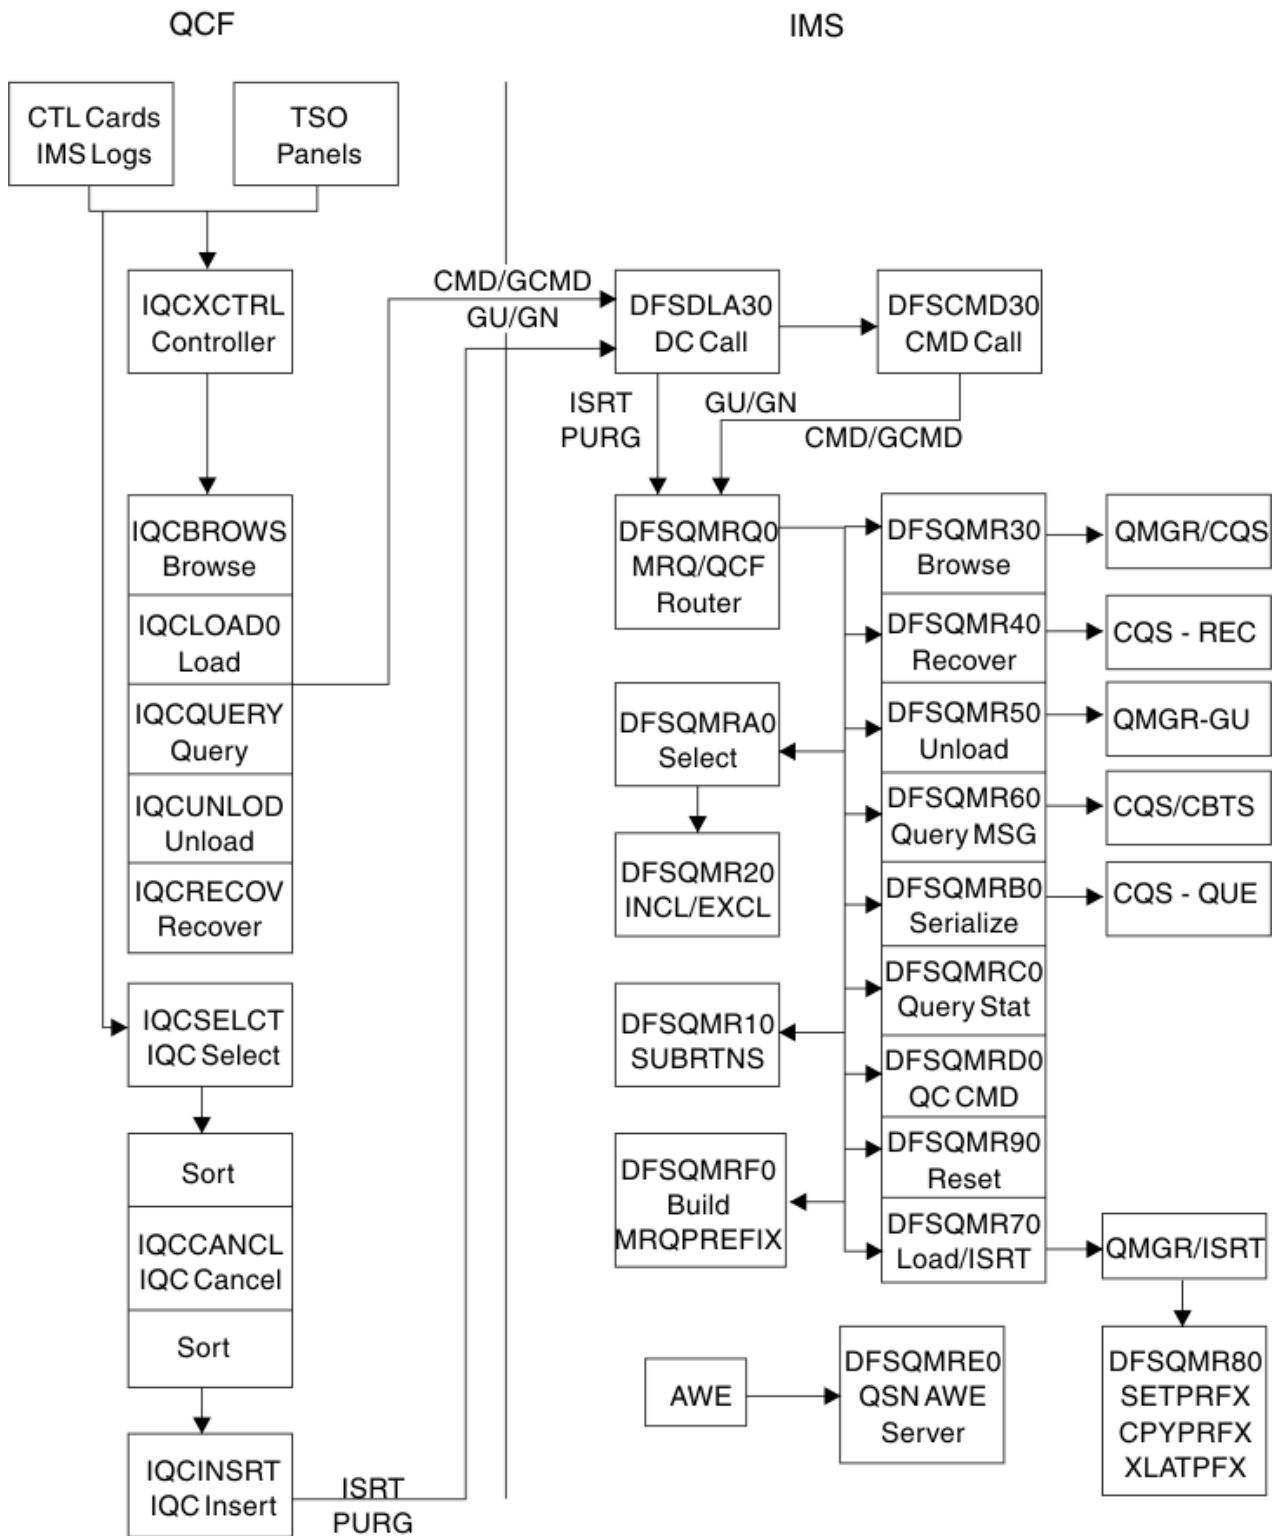 QCF
IMS
CTL Cards
IMS Logs
TSO
Panels
IQCXCTRL
Controller
CMD/GCMD
GU/GN
DFSDLA30
DC Call
DFSCMD30
CMD Call
ISRT
PURG
GU/GN
CMD/GCMD
IQCBROWS
Browse
IQCLOAD0
Load
IQCQUERY
Query
IQCUNLOD
Unload
IQCRECOV
Recover
IQCSELCT
IQC Select
Sort
IQCCANCL
IQC Cancel
Sort
IQCINSRT
IQC Insert
ISRT
PURG
DFSQMRQ0
MRQ/QCF
Router
DFSQMRA0
Select
DFSQMR20
INCL/EXCL
DFSQMR10
SUBRTNS
DFSQMRF0
Build
MRQPREFIX
DFSQMR30
Browse
DFSQMR40
Recover
DFSQMR50
Unload
DFSQMR60
Query MSG
DFSQMRB0
Serialize
DFSQMRC0
Query Stat
DFSQMRD0
QC CMD
DFSQMR90
Reset
DFSQMR70
Load/ISRT
QMGR/CQS
CQS - REC
QMGR-GU
CQS/CBTS
CQS - QUE
QMGR/ISRT
DFSQMR80
SETPRFX
CPYPRFX
XLATPFX
AWE
DFSQMRE0
QSN AWE
Server